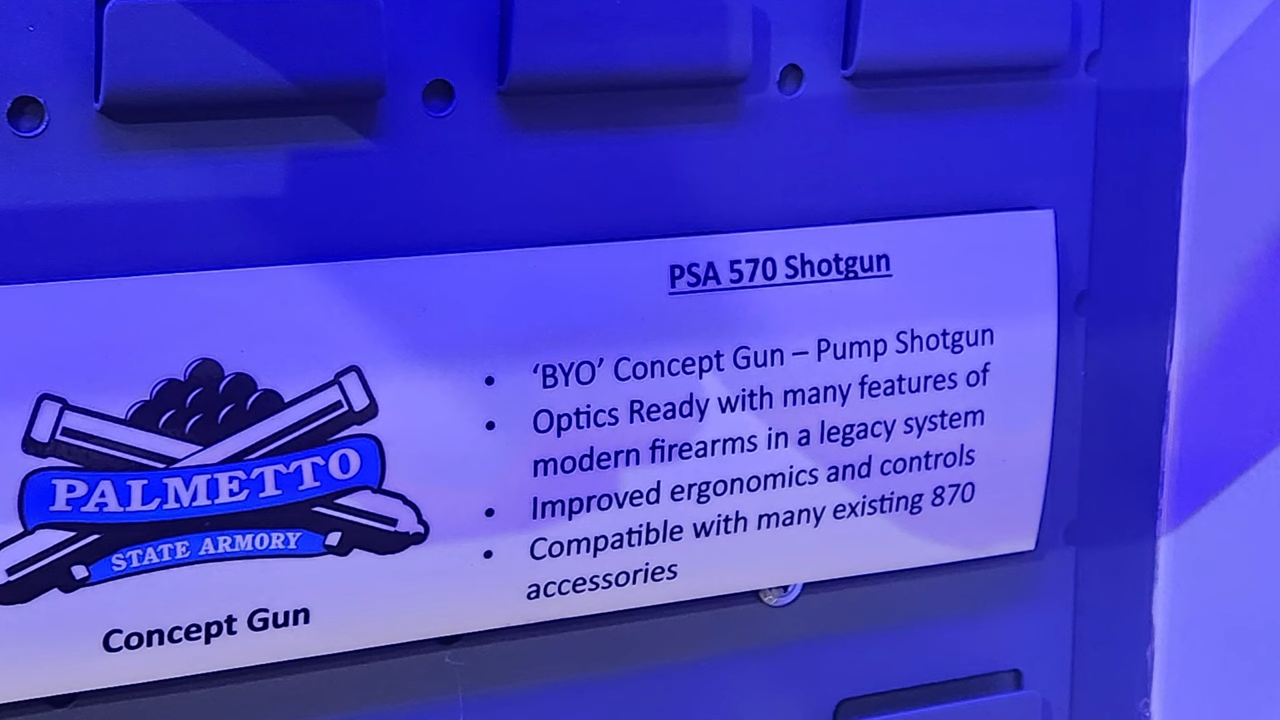 PSA 570 Shotgun
• 'BYO' Concept Gun – Pump Shotgun
• Optics Ready with many features of
modern firearms in a legacy system
• Improved ergonomics and controls
• Compatible with many existing 870
accessories
PALMETTO
STATE ARMORY
Concept Gun